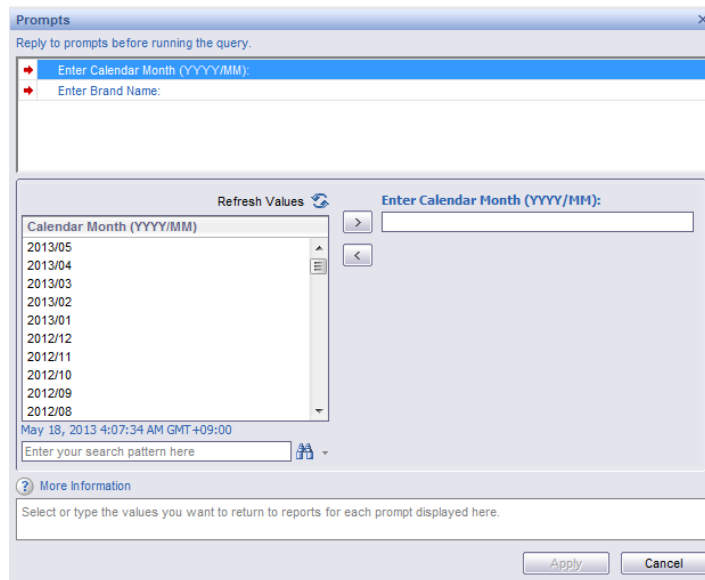 Prompts
Reply to prompts before running the query.
Enter Calendar Month (YYYY/MM):
Enter Brand Name:
Refresh Values
Enter Calendar Month (YYYY/MM):
Calendar Month (YYYY/MM)
2013/05
2013/04
2013/03
2013/02
2013/01
2012/12
2012/11
2012/10
2012/09
2012/08
May 18, 2013 4:07:34 AM GMT+09:00
Enter your search pattern here
More Information
Select or type the values you want to return to reports for each prompt displayed here.
Apply
Cancel